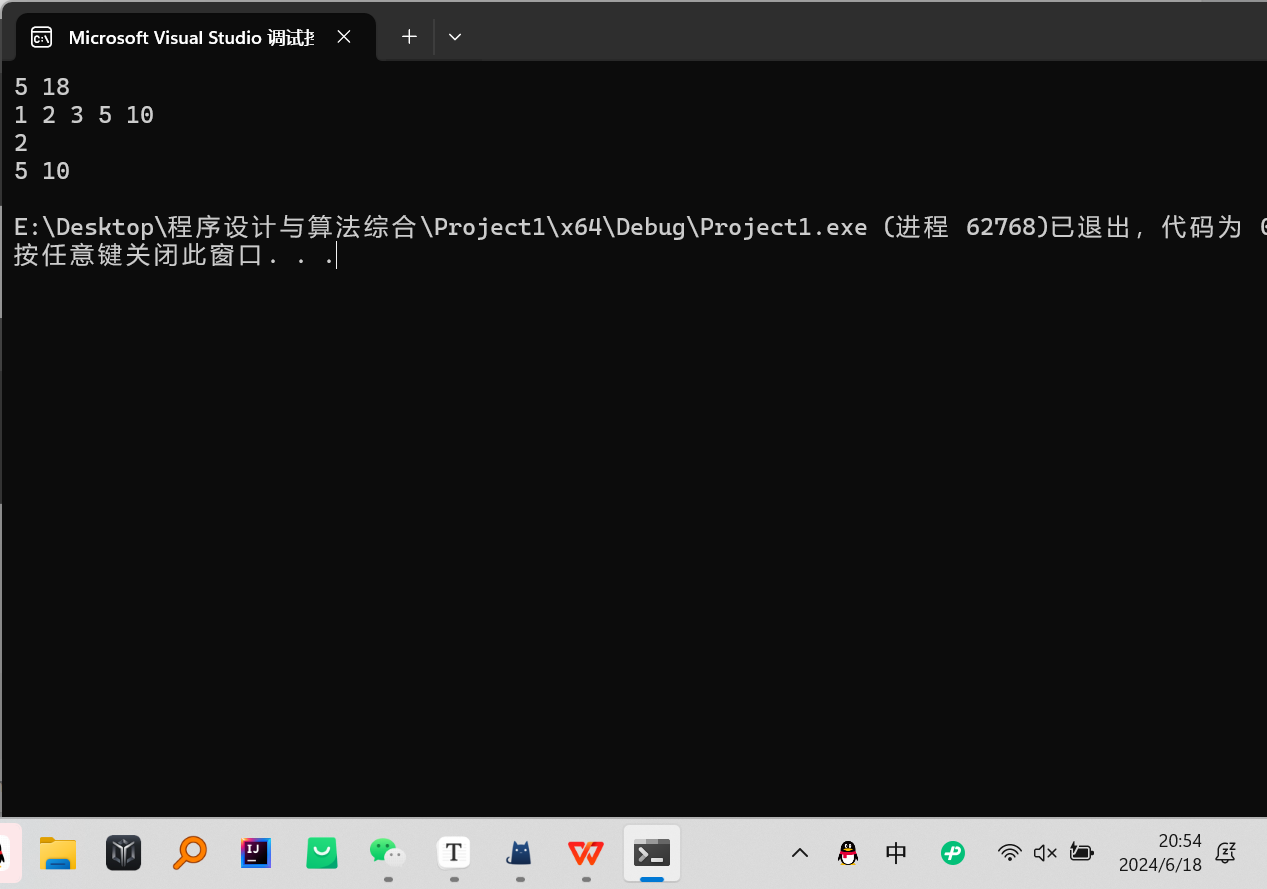 Microsoft Visual Studio 调试
5 18
1 2 3 5 10
2
5 10
E:\Desktop\程序设计与算法综合\Project1\x64\Debug\Project1.exe (进程 62768)已退出，代码为 0
按任意键关闭此窗口. . .
IJ
T
中
20:54
2024/6/18